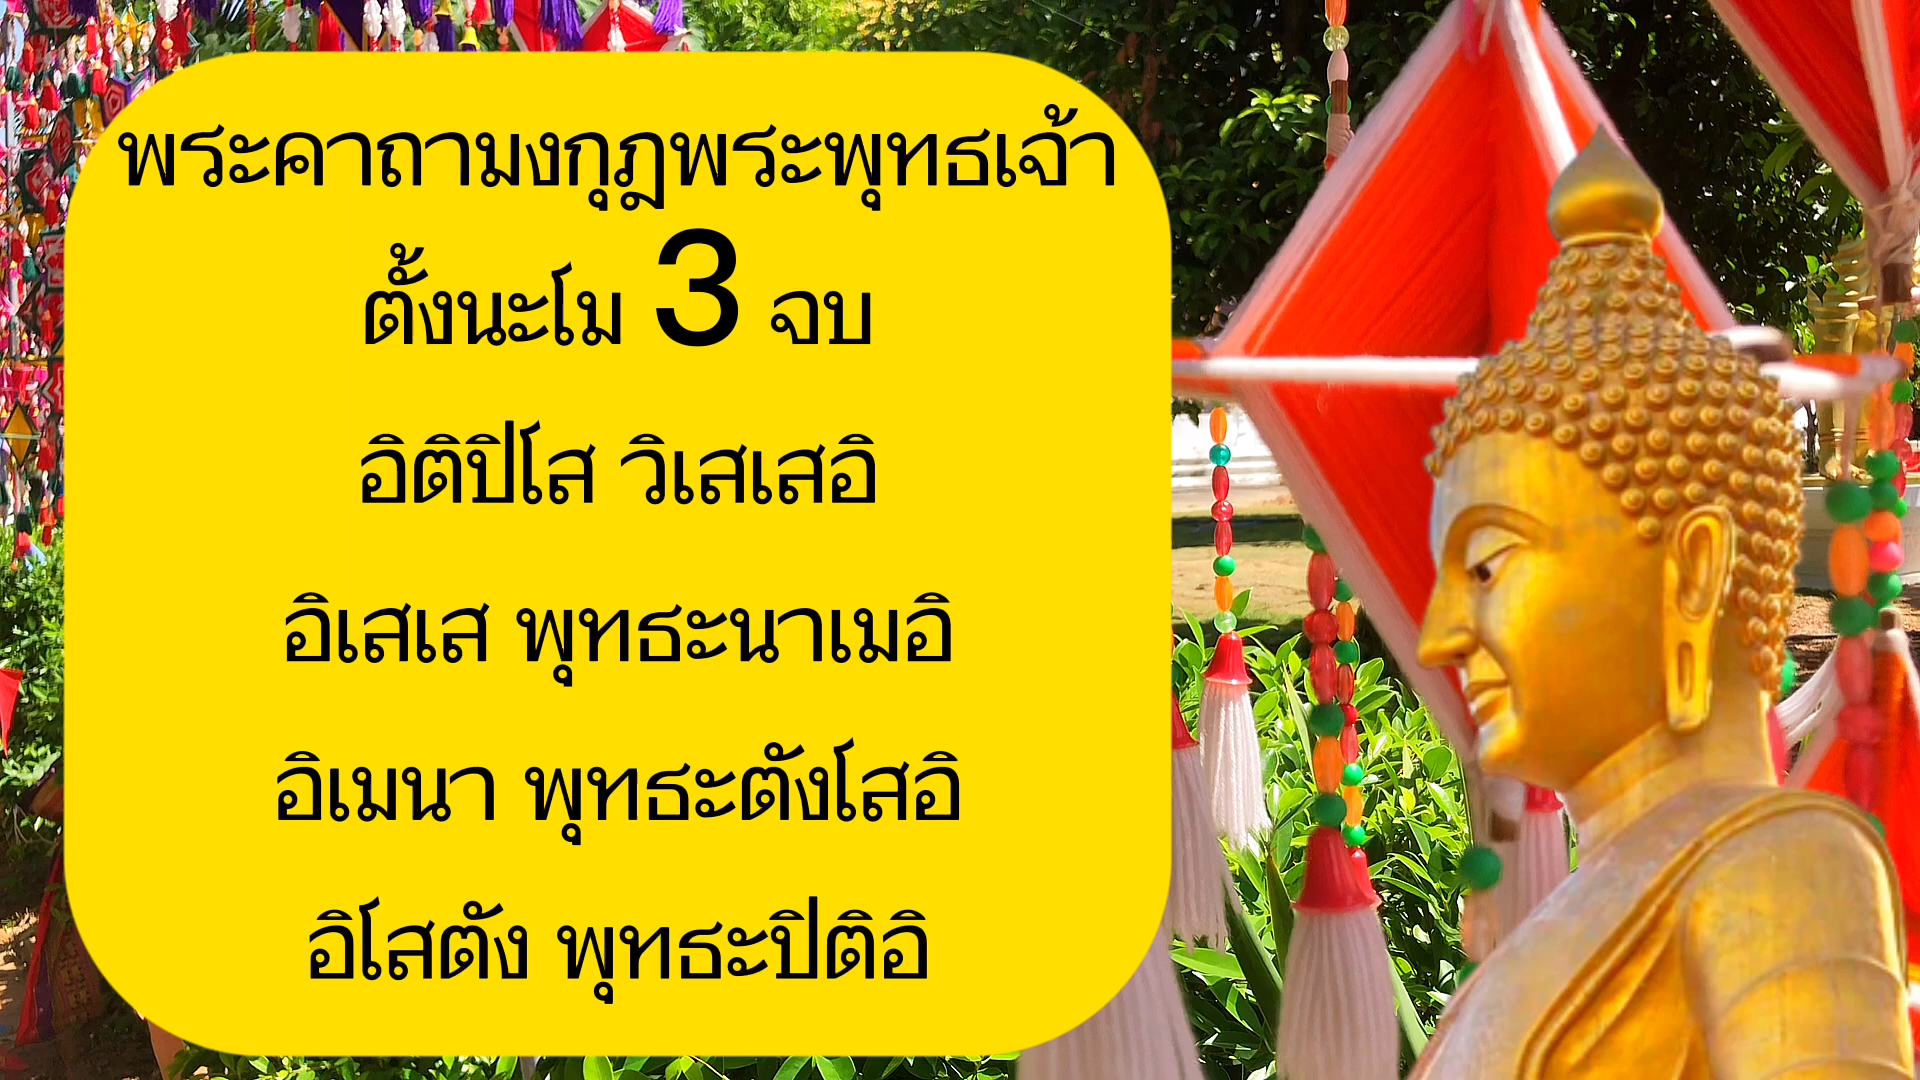 พระคาถามงกุฎพระพุทธเจ้า
ตั้งนะโม 3 จบ
อิติปิโส วิเสเสอิ
อิเสเส พุทธะนาเมอิ
อิเมนา พุทธะตังโสอิ
อิโสตัง พุทธะปิติอิ